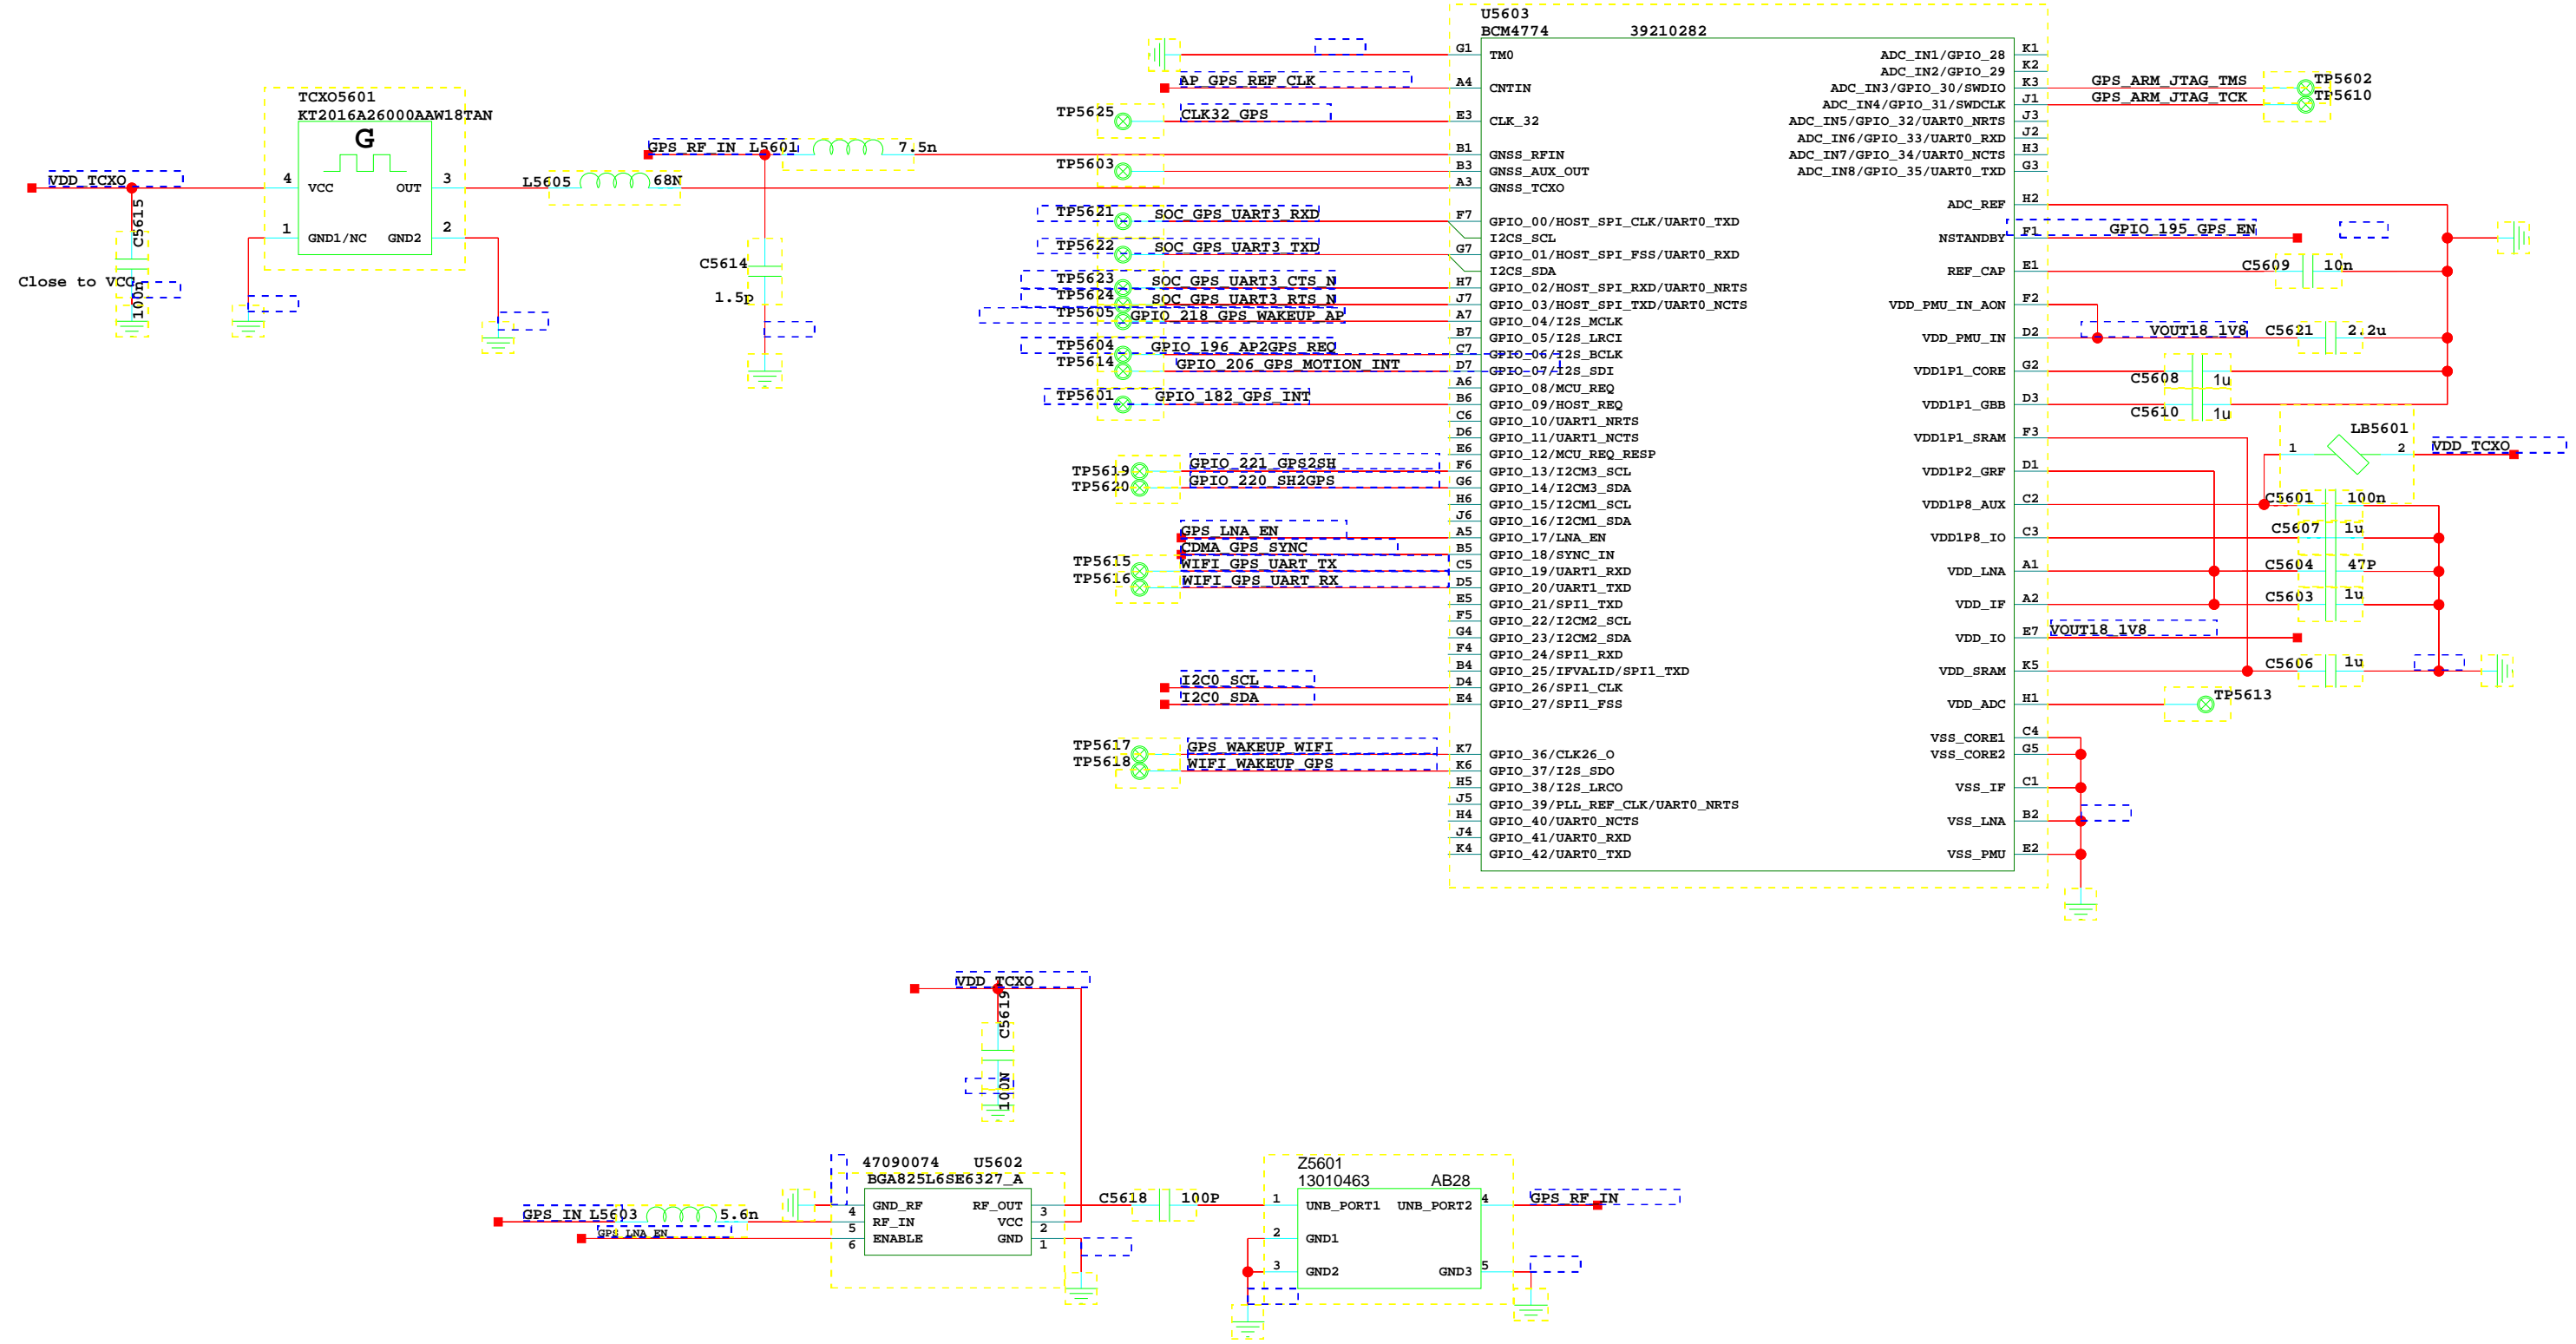 TCXO5601
KT2016A26000AAW18TAN
G
VDD_TCXO
4
VCC
OUT
3
1
GND1/NC
GND2
2
C5615
100n
Close to VCC
L5605
68N
GPS_RF_IN
L5601
7.5n
C5614
1.5p
U5603
BCM4774
39210282
G1 TM0
AP_GPS_REF_CLK A4 CNTIN
TP5625 CLK32_GPS E3 CLK_32
B1 GNSS_RFIN
TP5603 B3 GNSS_AUX_OUT
A3 GNSS_TCXO
TP5621 SOC_GPS_UART3_RXD F7 GPIO_00/HOST_SPI_CLK/UART0_TXD
I2CS_SCL
TP5622 SOC_GPS_UART3_TXD G7 GPIO_01/HOST_SPI_FSS/UART0_RXD
I2CS_SDA
TP5623 SOC_GPS_UART3_CTS_N H7 GPIO_02/HOST_SPI_RXD/UART0_NRTS
TP5624 SOC_GPS_UART3_RTS_N J7 GPIO_03/HOST_SPI_TXD/UART0_NCTS
TP5605 GPIO_218_GPS_WAKEUP_AP A7 GPIO_04/I2S_MCLK
B7 GPIO_05/I2S_LRCI
TP5604 GPIO_196_AP2GPS_REQ C7 GPIO_06/I2S_BCLK
TP5614 GPIO_206_GPS_MOTION_INT D7 GPIO_07/I2S_SDI
A6 GPIO_08/MCU_REQ
TP5601 GPIO_182_GPS_INT B6 GPIO_09/HOST_REQ
C6 GPIO_10/UART1_NRTS
D6 GPIO_11/UART1_NCTS
E6 GPIO_12/MCU_REQ_RESP
TP5619 GPIO_221_GPS2SH F6 GPIO_13/I2CM3_SCL
TP5620 GPIO_220_SH2GPS G6 GPIO_14/I2CM3_SDA
H6 GPIO_15/I2CM1_SCL
J6 GPIO_16/I2CM1_SDA
GPS_LNA_EN A5 GPIO_17/LNA_EN
CDMA_GPS_SYNC B5 GPIO_18/SYNC_IN
TP5615 WIFI_GPS_UART_TX C5 GPIO_19/UART1_RXD
TP5616 WIFI_GPS_UART_RX D5 GPIO_20/UART1_TXD
E5 GPIO_21/SPI1_TXD
F5 GPIO_22/I2CM2_SCL
G4 GPIO_23/I2CM2_SDA
F4 GPIO_24/SPI1_RXD
B4 GPIO_25/IFVALID/SPI1_TXD
I2C0_SCL D4 GPIO_26/SPI1_CLK
I2C0_SDA E4 GPIO_27/SPI1_FSS
TP5617 GPS_WAKEUP_WIFI K7 GPIO_36/CLK26_O
TP5618 WIFI_WAKEUP_GPS K6 GPIO_37/I2S_SDO
H5 GPIO_38/I2S_LRCO
J5 GPIO_39/PLL_REF_CLK/UART0_NRTS
H4 GPIO_40/UART0_NCTS
J4 GPIO_41/UART0_RXD
K4 GPIO_42/UART0_TXD
ADC_IN1/GPIO_28 K1
ADC_IN2/GPIO_29 K2
ADC_IN3/GPIO_30/SWDIO K3 GPS_ARM_JTAG_TMS TP5602
ADC_IN4/GPIO_31/SWDCLK J1 GPS_ARM_JTAG_TCK TP5610
ADC_IN5/GPIO_32/UART0_NRTS J3
ADC_IN6/GPIO_33/UART0_RXD J2
ADC_IN7/GPIO_34/UART0_NCTS H3
ADC_IN8/GPIO_35/UART0_TXD G3
ADC_REF H2
NSTANDBY F1 GPIO_195_GPS_EN
REF_CAP E1 C5609 10n
VDD_PMU_IN_AON F2
VDD_PMU_IN D2 VOUT18_1V8 C5621 2.2u
VDD1P1_CORE G2 C5608 1u
VDD1P1_GBB D3 C5610 1u
VDD1P1_SRAM F3
LB5601
1 2 VDD_TCXO
VDD1P2_GRF D1
VDD1P8_AUX C2 C5601 100n
VDD1P8_IO C3 C5607 1u
VDD_LNA A1 C5604 47P
VDD_IF A2 C5603 1u
VDD_IO E7 VOUT18_1V8
VDD_SRAM K5 C5606 1u
VDD_ADC H1 TP5613
VSS_CORE1 C4
VSS_CORE2 G5
VSS_IF C1
VSS_LNA B2
VSS_PMU E2
VDD_TCXO
C5619
100N
47090074 U5602
BGA825L6SE6327_A
GND_RF 4
RF_IN 5
ENABLE 6
RF_OUT 3
VCC 2
GND 1
GPS_IN L5603 5.6n
GPS_LNA_EN
C5618 100P
Z5601
13010463 AB28
1 UNB_PORT1 UNB_PORT2 4 GPS_RF_IN
2 GND1
3 GND2 GND3 5